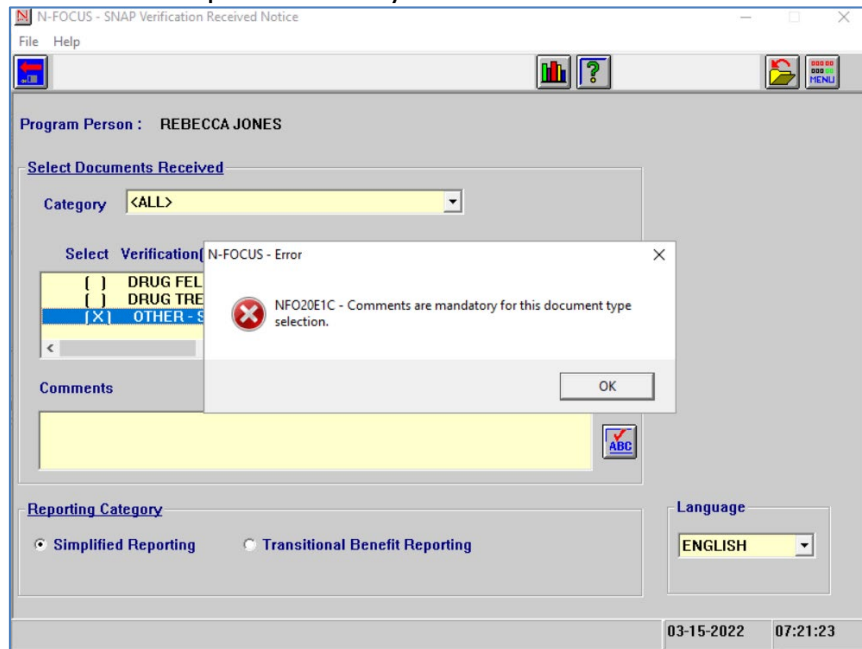 N-FOCUS - SNAP Verification Received Notice
File Help
MENU
Program Person : REBECCA JONES
Select Documents Received
Category <ALL>
Select Verification(
[ ] DRUG FEL
[ ] DRUG TRE
[X] OTHER - S
N-FOCUS - Error
NFO20E1C - Comments are mandatory for this document type
selection.
OK
Comments
ABC
Reporting Category
Simplified Reporting Transitional Benefit Reporting
Language
ENGLISH
03-15-2022 07:21:23